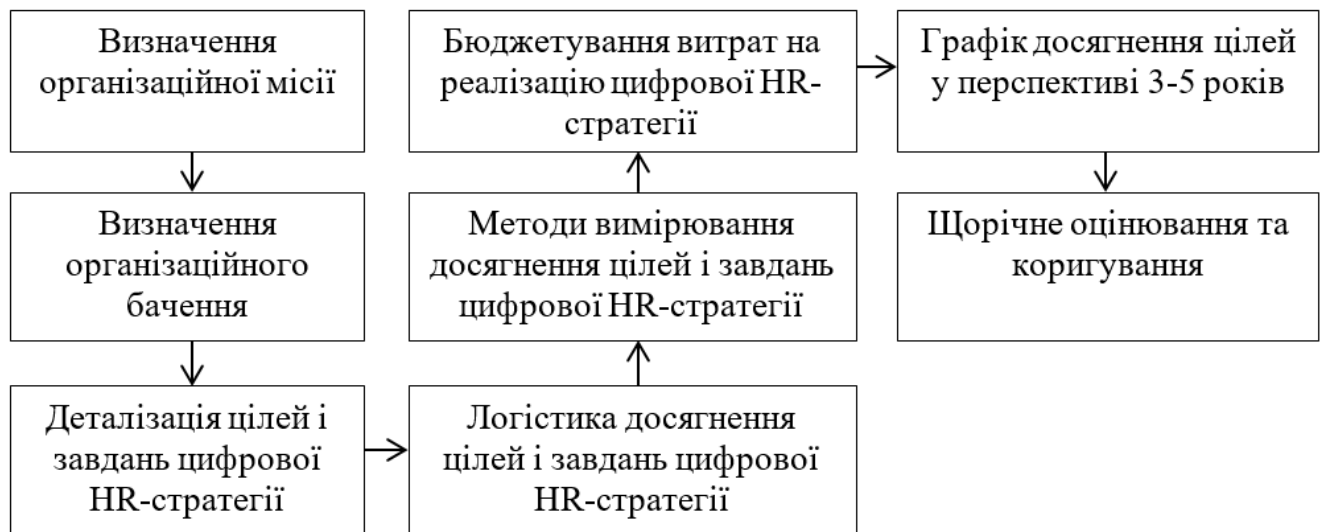 Визначення
організаційної місії
Визначення
організаційного
бачення
Деталізація цілей і
завдань цифрової
HR-стратегії
Логістика досягнення
цілей і завдань цифрової
HR-стратегії
Методи вимірювання
досягнення цілей і завдань
цифрової HR-стратегії
Бюджетування витрат на
реалізацію цифрової HR-
стратегії
Графік досягнення цілей
у перспективі 3-5 років
Щорічне оцінювання та
коригування